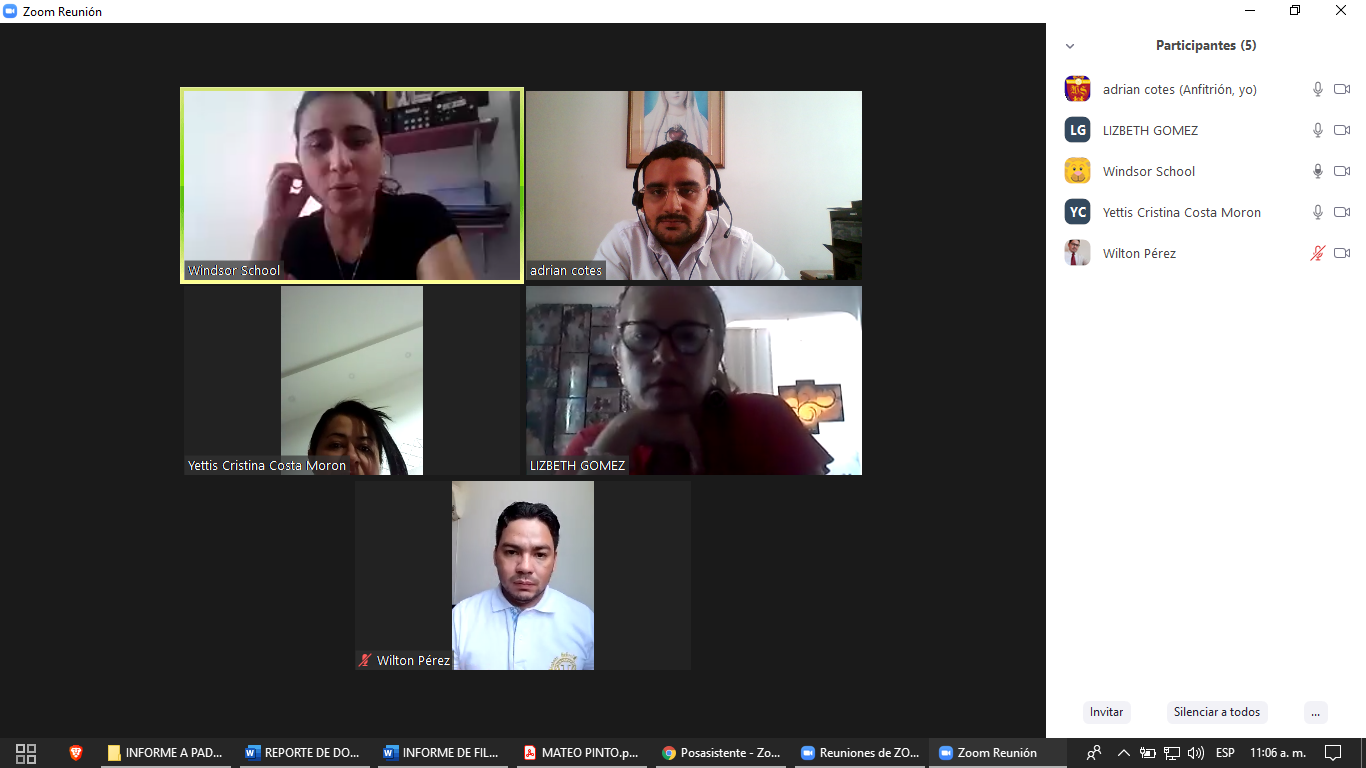 Zoom Reunión
Windsor School
adrian cotes
Yettis Cristina Costa Moron
LIZBETH GOMEZ
Wilton Pérez
Participantes (5)
adrian cotes (Anfitrión, yo)
LG LIZBETH GOMEZ
Windsor School
YC Yettis Cristina Costa Moron
Wilton Pérez
Invitar Silenciar a todos ...
INFORME A PAD... REPORTE DE DO... INFORME DE FIL... MATEO PINTO.p... Posasistente - Zo... Reuniones de ZO... Zoom Reunión ESP 11:06 a. m.